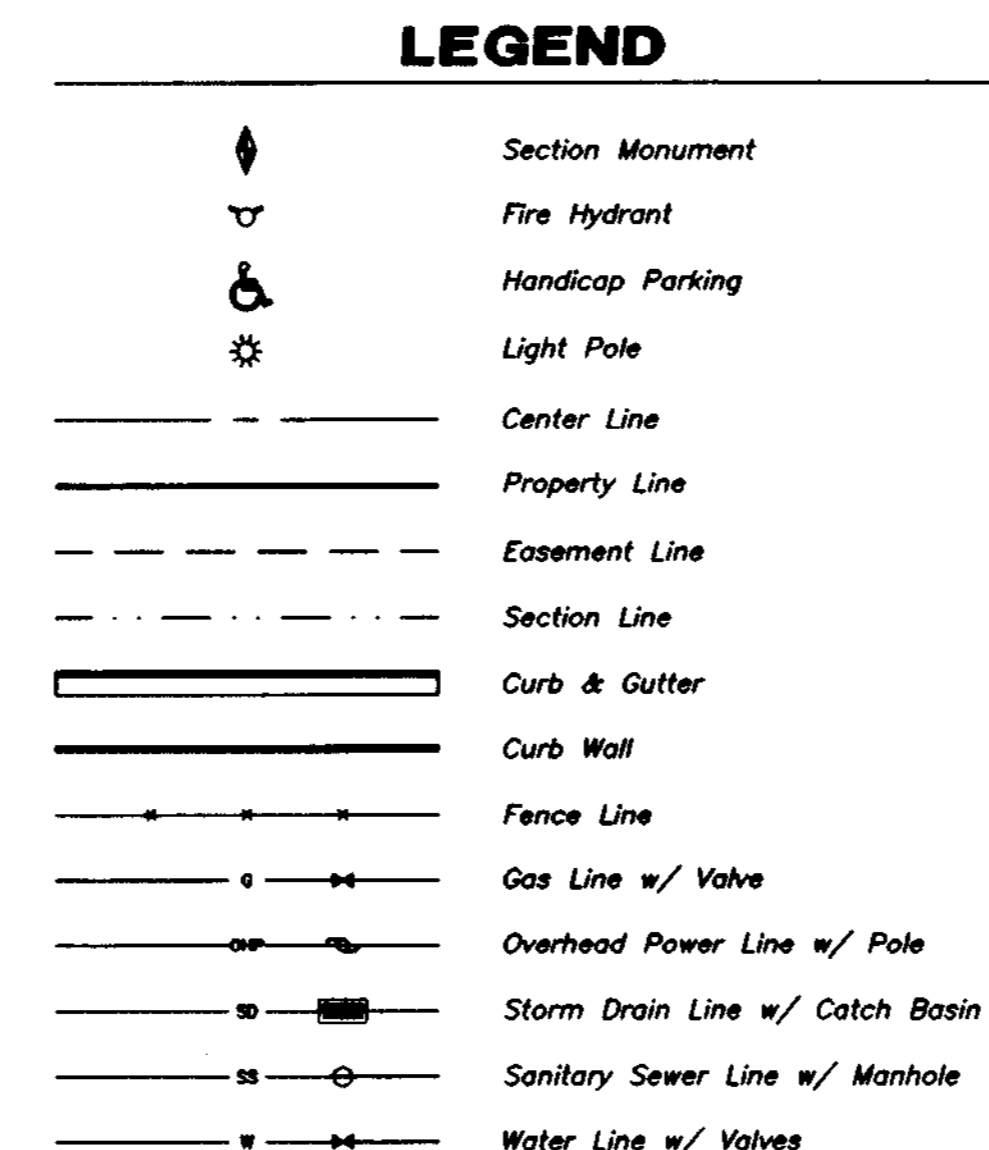 LEGEND
Section Monument
Fire Hydrant
Handicap Parking
Light Pole
Center Line
Property Line
Easement Line
Section Line
Curb & Gutter
Curb Wall
Fence Line
G Gas Line w/ Valve
OHP Overhead Power Line w/ Pole
SD Storm Drain Line w/ Catch Basin
SS Sanitary Sewer Line w/ Manhole
W Water Line w/ Valves